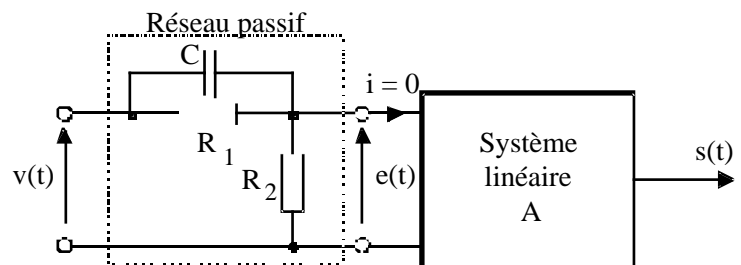 Réseau passif
C
i = 0
R 1
v(t)
R 2
e(t)
Système
linéaire
A
s(t)